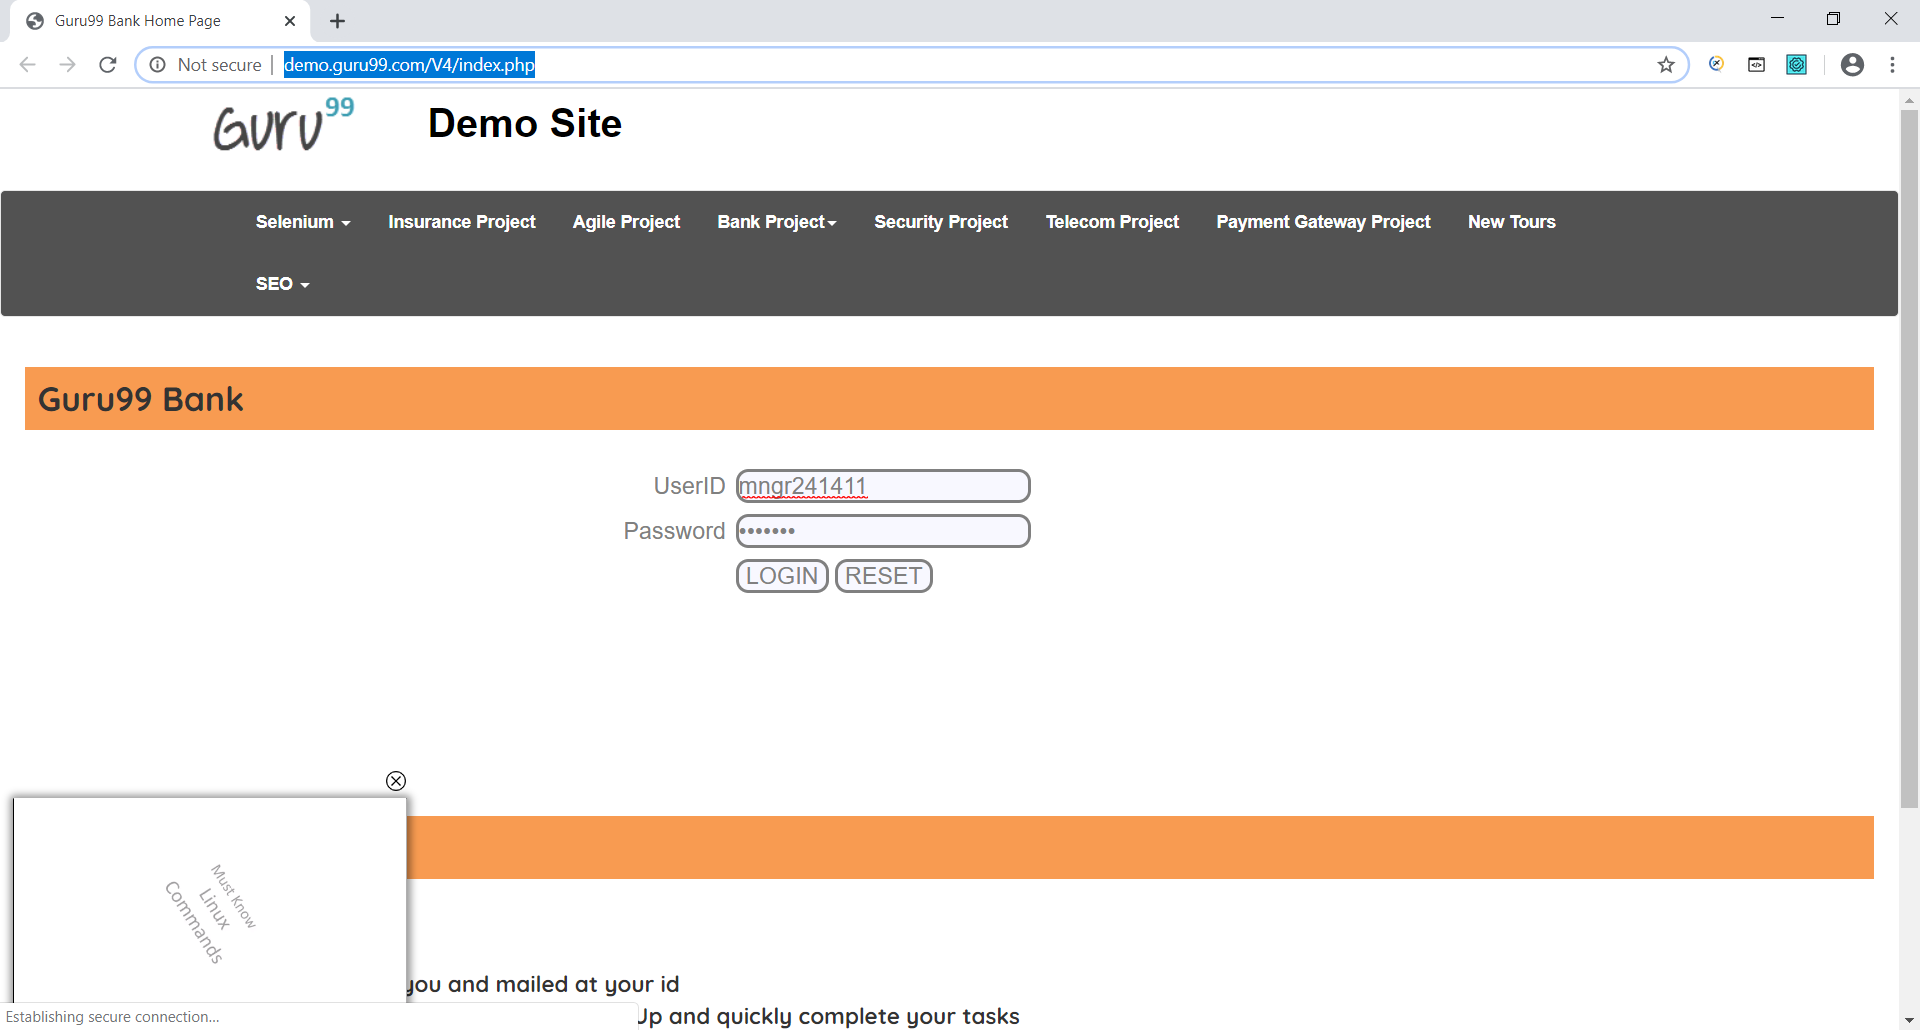 Guru99 Bank Home Page
Not secure | demo.guru99.com/V4/index.php
Guru99 Demo Site
Selenium Insurance Project Agile Project Bank Project Security Project Telecom Project Payment Gateway Project New Tours
SEO
Guru99 Bank
UserID mngr241411
Password •••••••
LOGIN RESET
Must Know
Linux
Commands
you and mailed at your id
Up and quickly complete your tasks
Establishing secure connection...